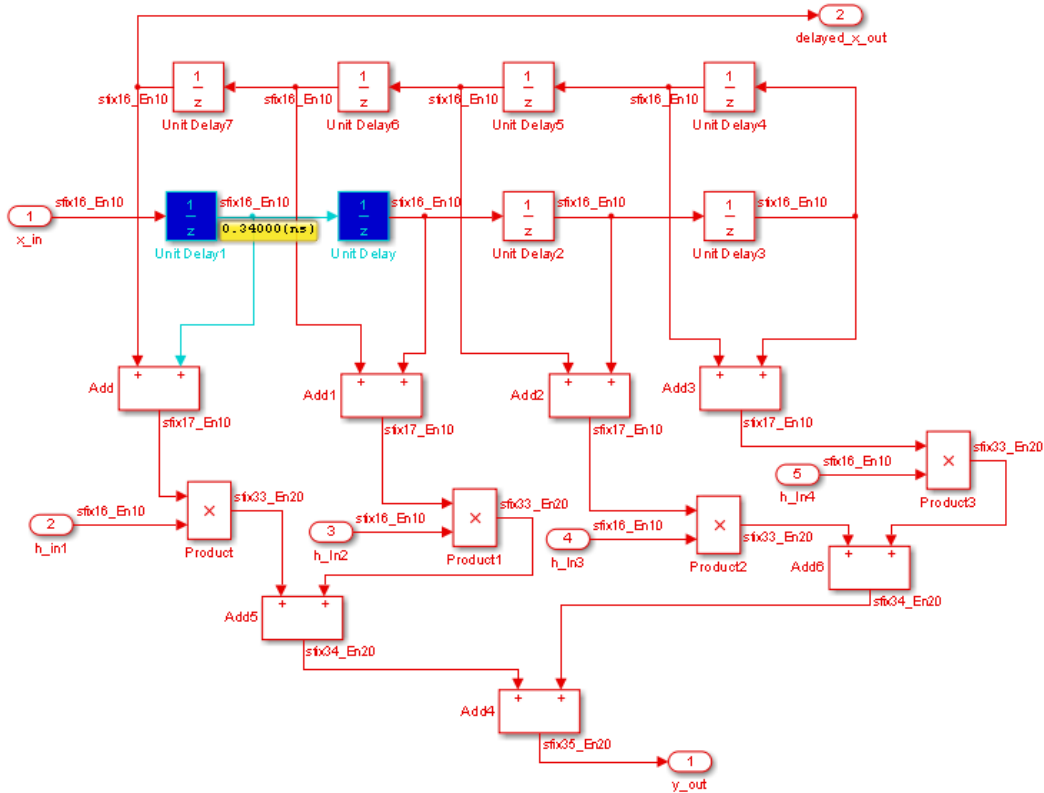 2
delayed_x_out
1
z
1
z
1
z
1
z
sfix16_En10
sfix16_En10
sfix16_En10
sfix16_En10
Unit Delay7
Unit Delay6
Unit Delay5
Unit Delay4
sfix16_En10
sfix16_En10
sfix16_En10
sfix16_En10
sfix16_En10
1
x_in
1
z
1
z
1
z
1
z
0.34000(ns)
Unit Delay1
Unit Delay
Unit Delay2
Unit Delay3
Add
+ +
Add1
+ +
Add2
+ +
Add3
+ +
sfix17_En10
sfix17_En10
sfix17_En10
sfix17_En10
sfix33_En20
sfix16_En10
5
h_In4
×
Product3
sfix33_En20
sfix16_En10
2
h_in1
×
Product
sfix33_En20
sfix16_En10
3
h_In2
×
Product1
sfix16_En10
4
h_In3
×
Product2
sfix33_En20
Add6
+ +
sfix34_En20
Add5
+ +
sfix34_En20
Add4
+ +
sfix35_En20
1
y_out